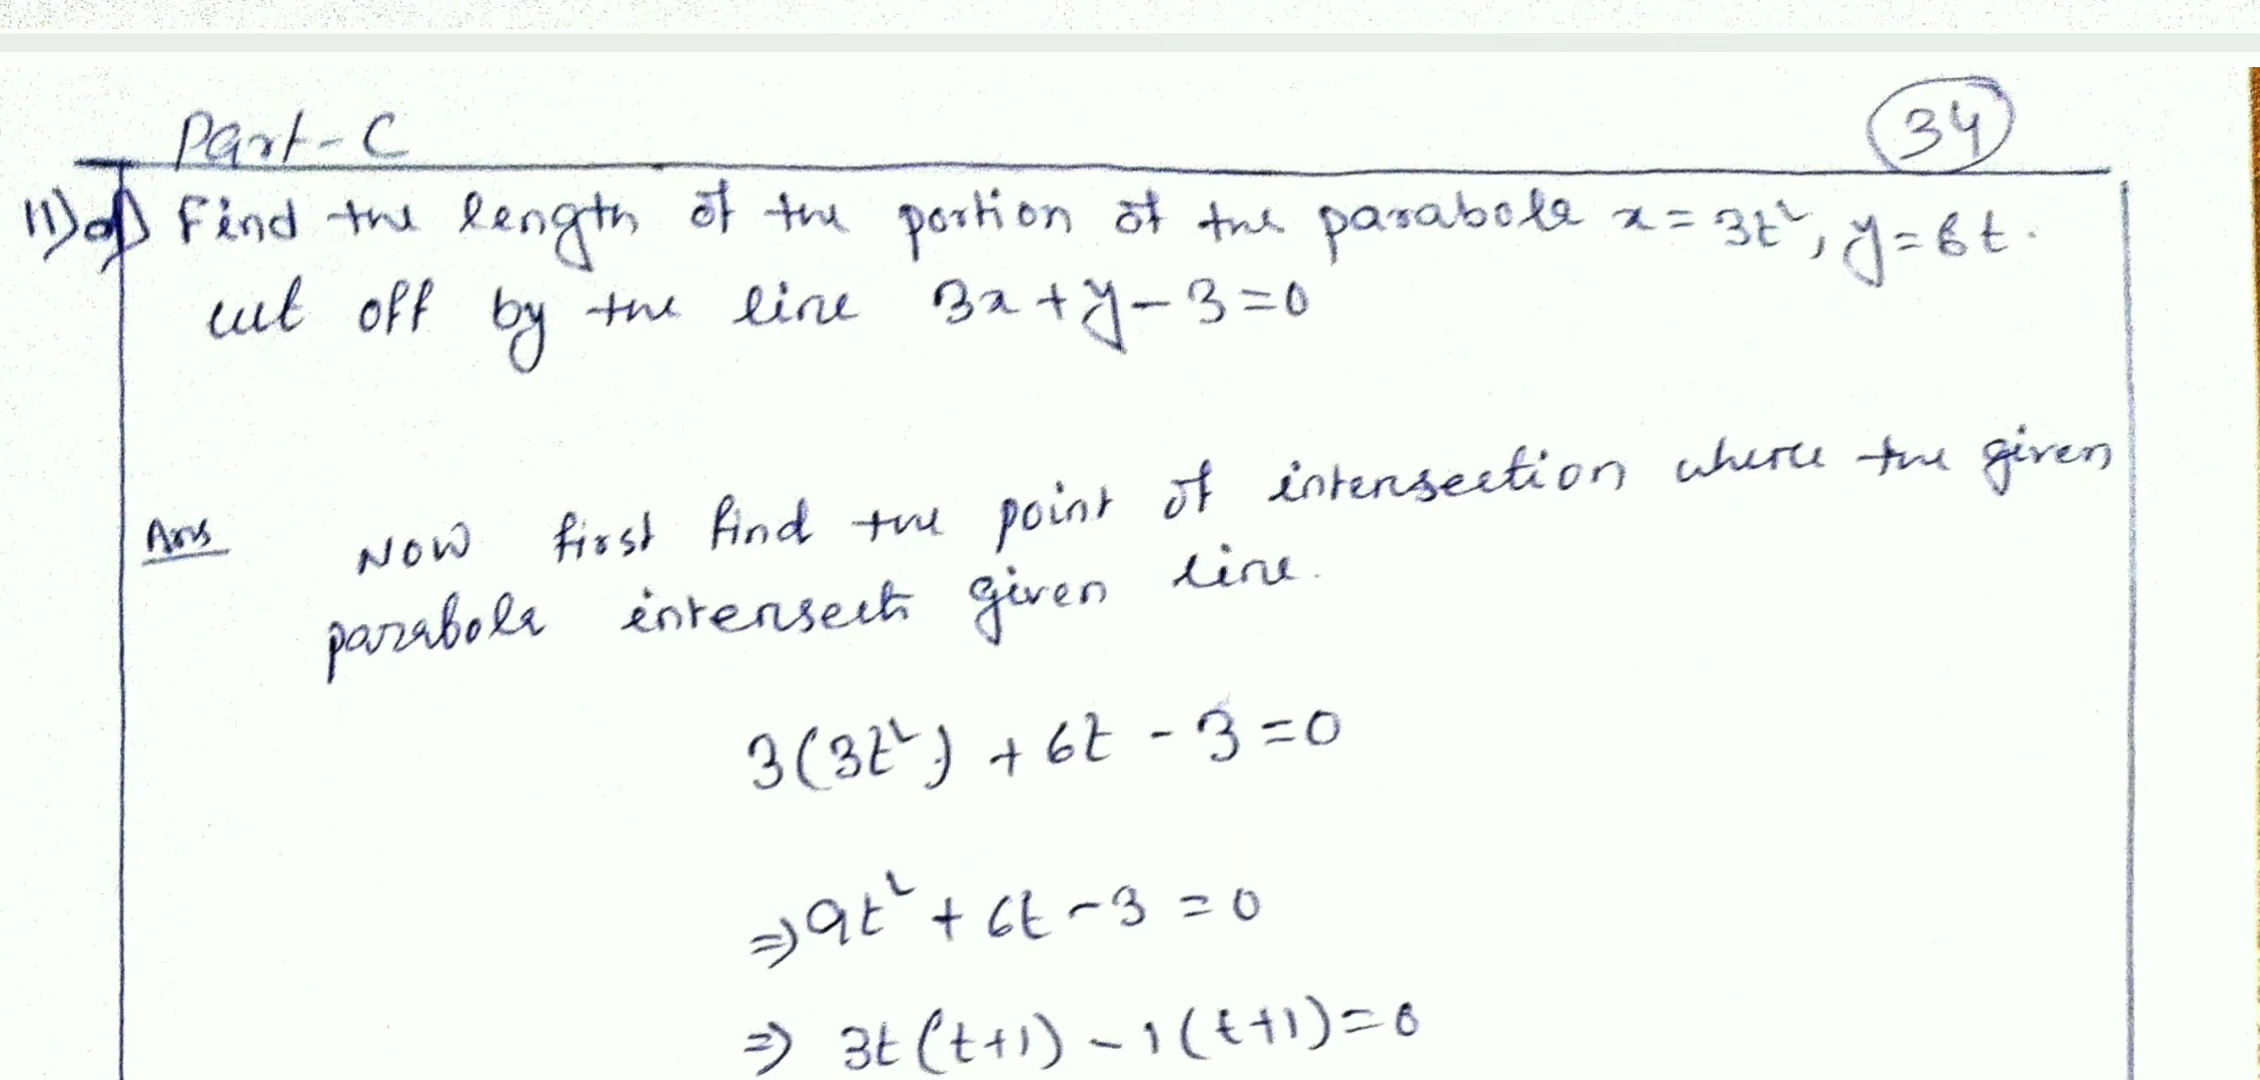 Part-C
34
11) a) Find the length of the portion of the parabola x = 3t², y = 6t.
cut off by the line 3x + y - 3 = 0
Ans Now first find the point of intersection where the given
parabola intersects given line.
3(3t²) + 6t - 3 = 0
⇒ 9t² + 6t - 3 = 0
⇒ 3t(t+1) - 1(t+1) = 0